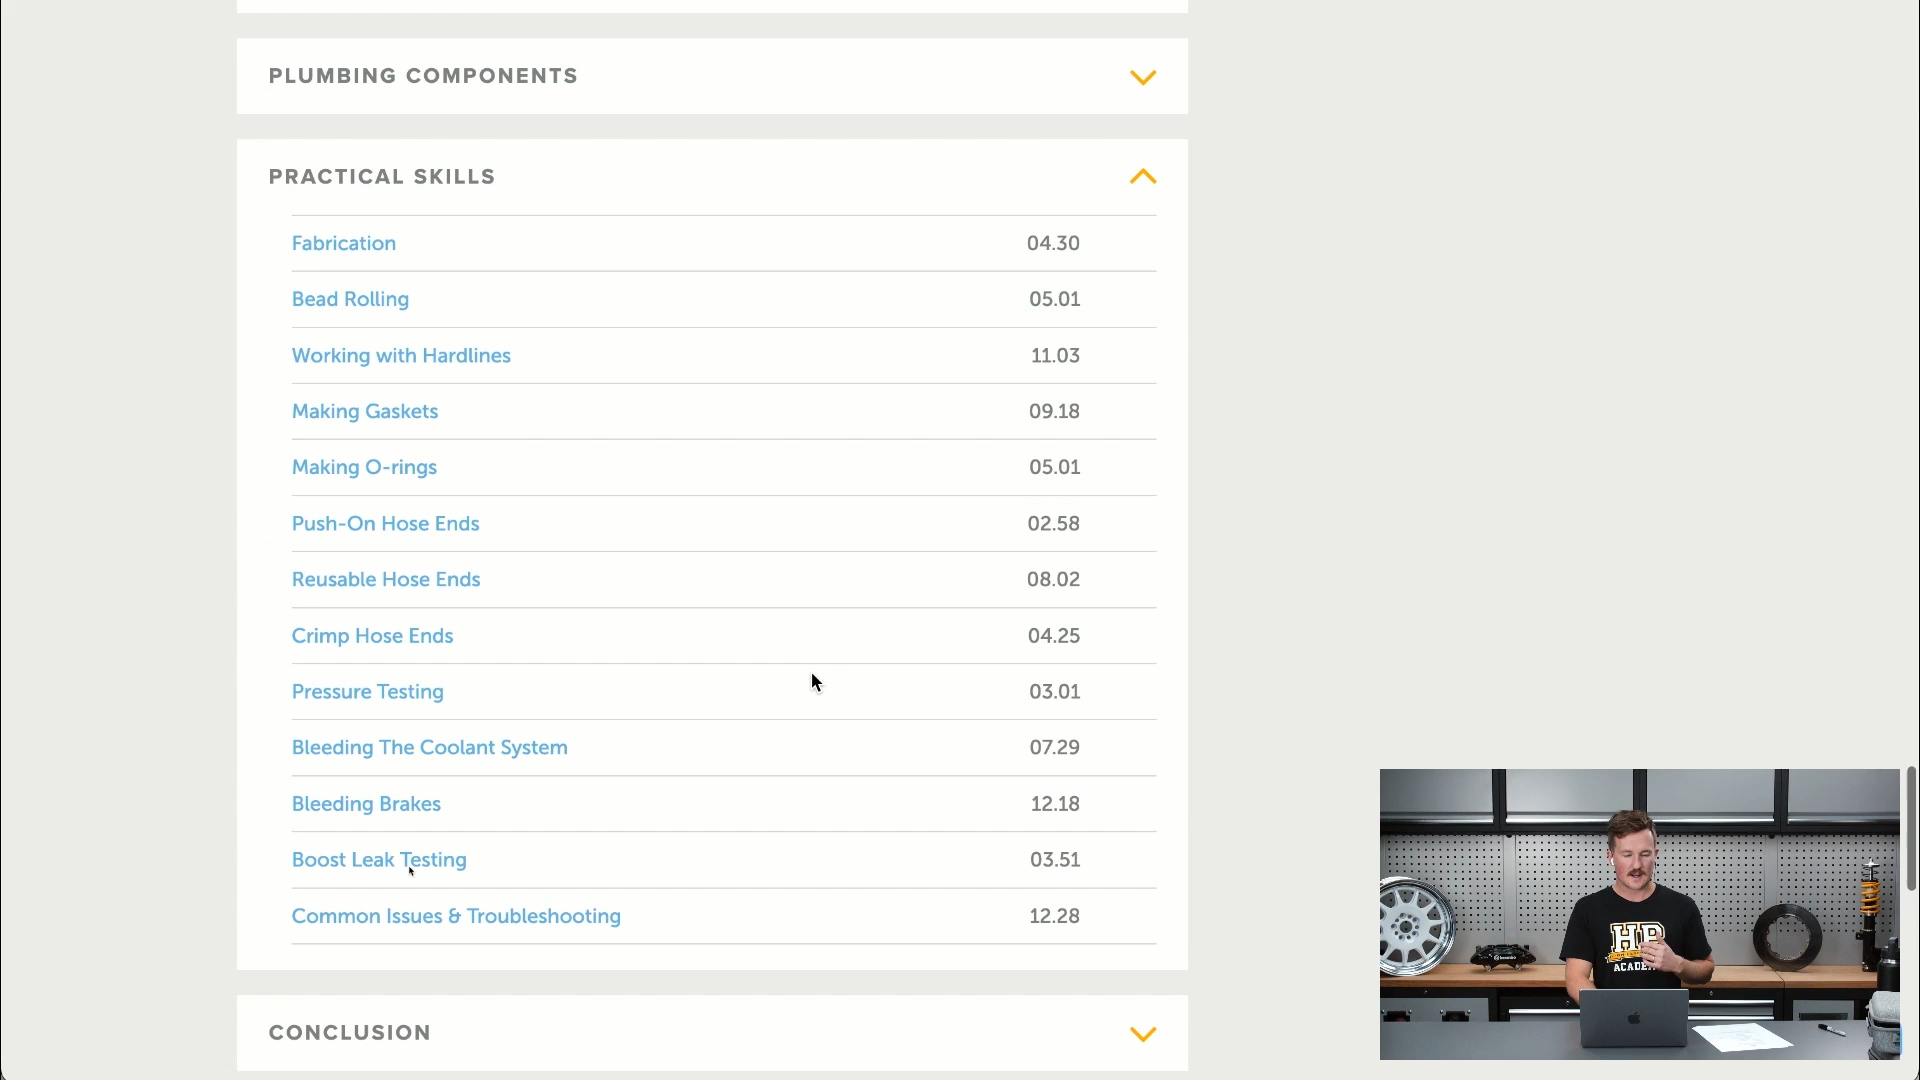 PLUMBING COMPONENTS
PRACTICAL SKILLS
Fabrication 04.30
Bead Rolling 05.01
Working with Hardlines 11.03
Making Gaskets 09.18
Making O-rings 05.01
Push-On Hose Ends 02.58
Reusable Hose Ends 08.02
Crimp Hose Ends 04.25
Pressure Testing 03.01
Bleeding The Coolant System 07.29
Bleeding Brakes 12.18
Boost Leak Testing 03.51
Common Issues & Troubleshooting 12.28
CONCLUSION